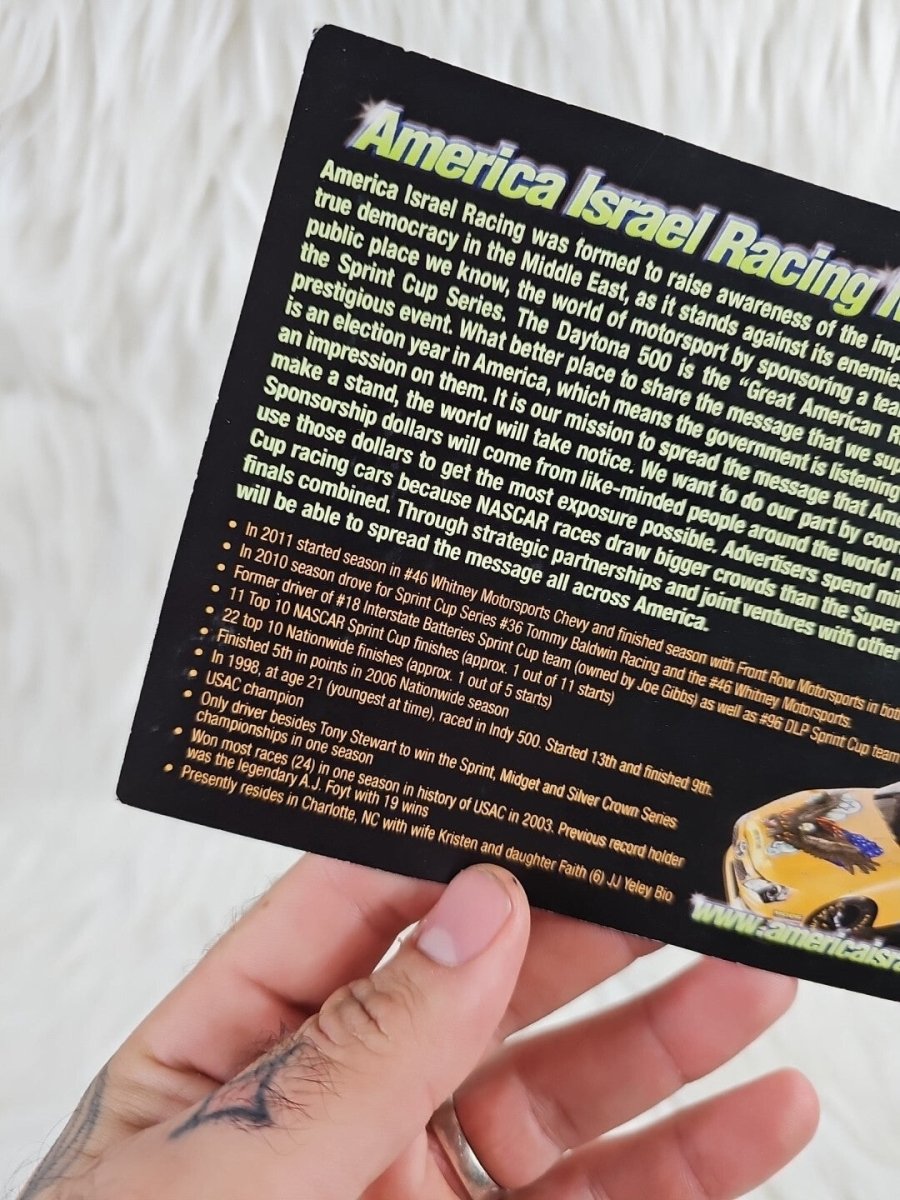 America Israel Racing
America Israel Racing was formed to raise awareness of the imp
true democracy in the Middle East, as it stands against its enemies
public place we know, the world of motorsport by sponsoring a tea
the Sprint Cup Series. The Daytona 500 is the "Great American R
prestigious event. What better place to share the message that we sup
is an election year in America, which means the government is listening
an impression on them. It is our mission to spread the message that Ame
make a stand, the world will take notice. We want to do our part by coor
Sponsorship dollars will come from like-minded people around the world
use those dollars to get the most exposure possible. Advertisers spend mil
Cup racing cars because NASCAR races draw bigger crowds than the Super
finals combined. Through strategic partnerships and joint ventures with other
will be able to spread the message all across America.
• In 2011 started season in #46 Whitney Motorsports Chevy and finished season with Front Row Motorsports in bot
• In 2010 season drove for Sprint Cup Series #36 Tommy Baldwin Racing and the #46 Whitney Motorsports.
• Former driver of #18 Interstate Batteries Sprint Cup team (owned by Joe Gibbs) as well as #96 DLP Sprint Cup team
• 11 Top 10 NASCAR Sprint Cup finishes (approx. 1 out of 11 starts)
• 22 top 10 Nationwide finishes (approx. 1 out of 5 starts)
• Finished 5th in points in 2006 Nationwide season
• In 1998, at age 21 (youngest at time), raced in Indy 500. Started 13th and finished 9th.
• USAC champion
• Only driver besides Tony Stewart to win the Sprint, Midget and Silver Crown Series
championships in one season
• Won most races (24) in one season in history of USAC in 2003. Previous record holder
was the legendary A.J. Foyt with 19 wins
• Presently resides in Charlotte, NC with wife Kristen and daughter Faith (6) JJ Yeley Bio
www.americaisra